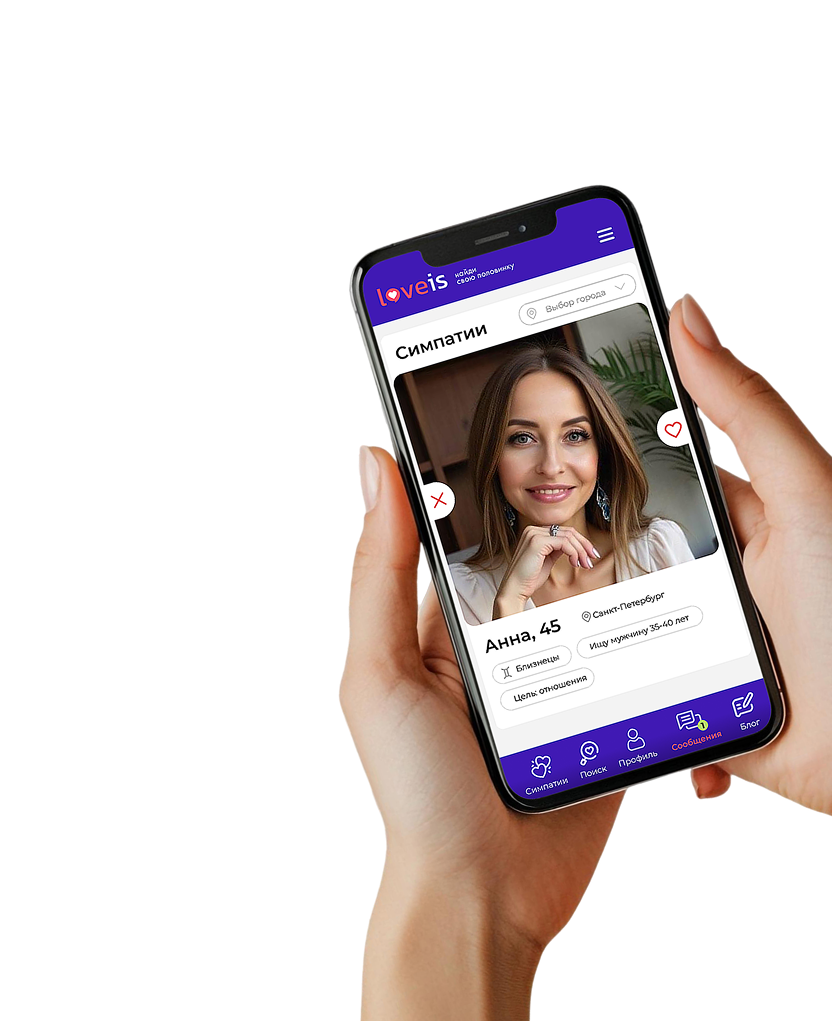 loveis
найди
свою половинку
Выбор города
Симпатии
Анна, 45
Санкт-Петербург
Близнецы
Ищу мужчину 35-40 лет
Цель: отношения
1
Симпатии
Поиск
Профиль
Сообщения
Блог